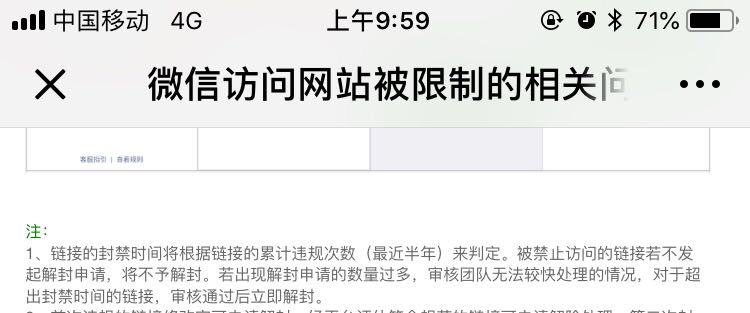 中国移动 4G 上午9:59 71%
微信访问网站被限制的相关问
客服指引 | 查看规则
注:
1、链接的封禁时间将根据链接的累计违规次数（最近半年）来判定。被禁止访问的链接若不发
起解封申请，将不予解封。若出现解封申请的数量过多，审核团队无法较快处理的情况，对于超
出封禁时间的链接，审核通过后立即解封。